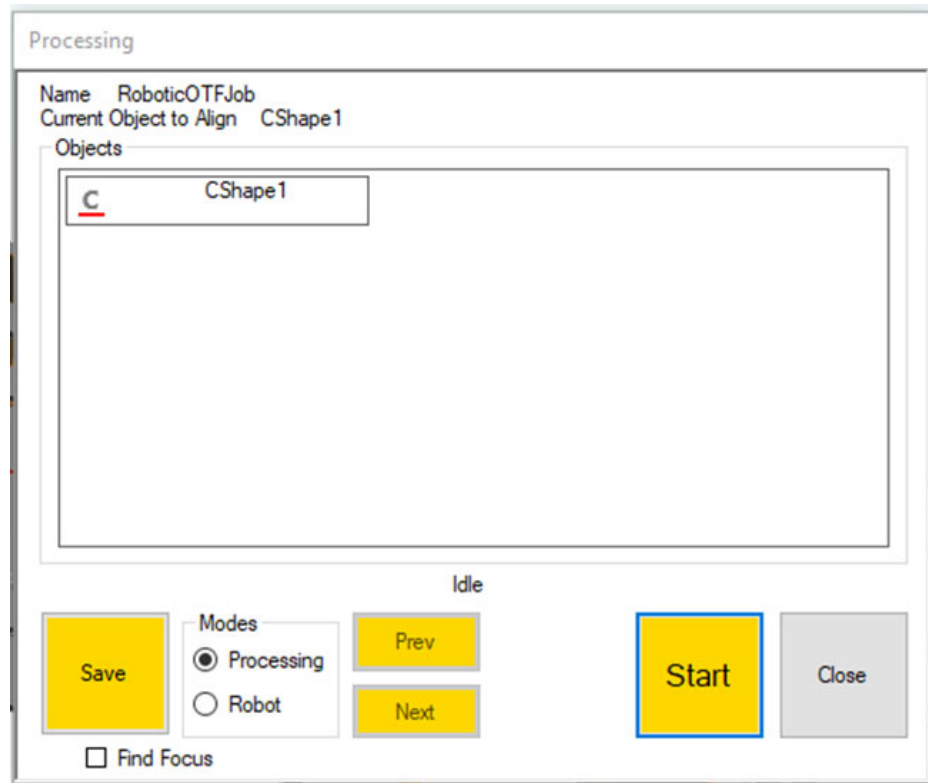 Processing
Name RoboticOTFJob
Current Object to Align CShape1
Objects
C CShape1
Idle
Save
Modes
Processing
Robot
Prev
Next
Start
Close
Find Focus